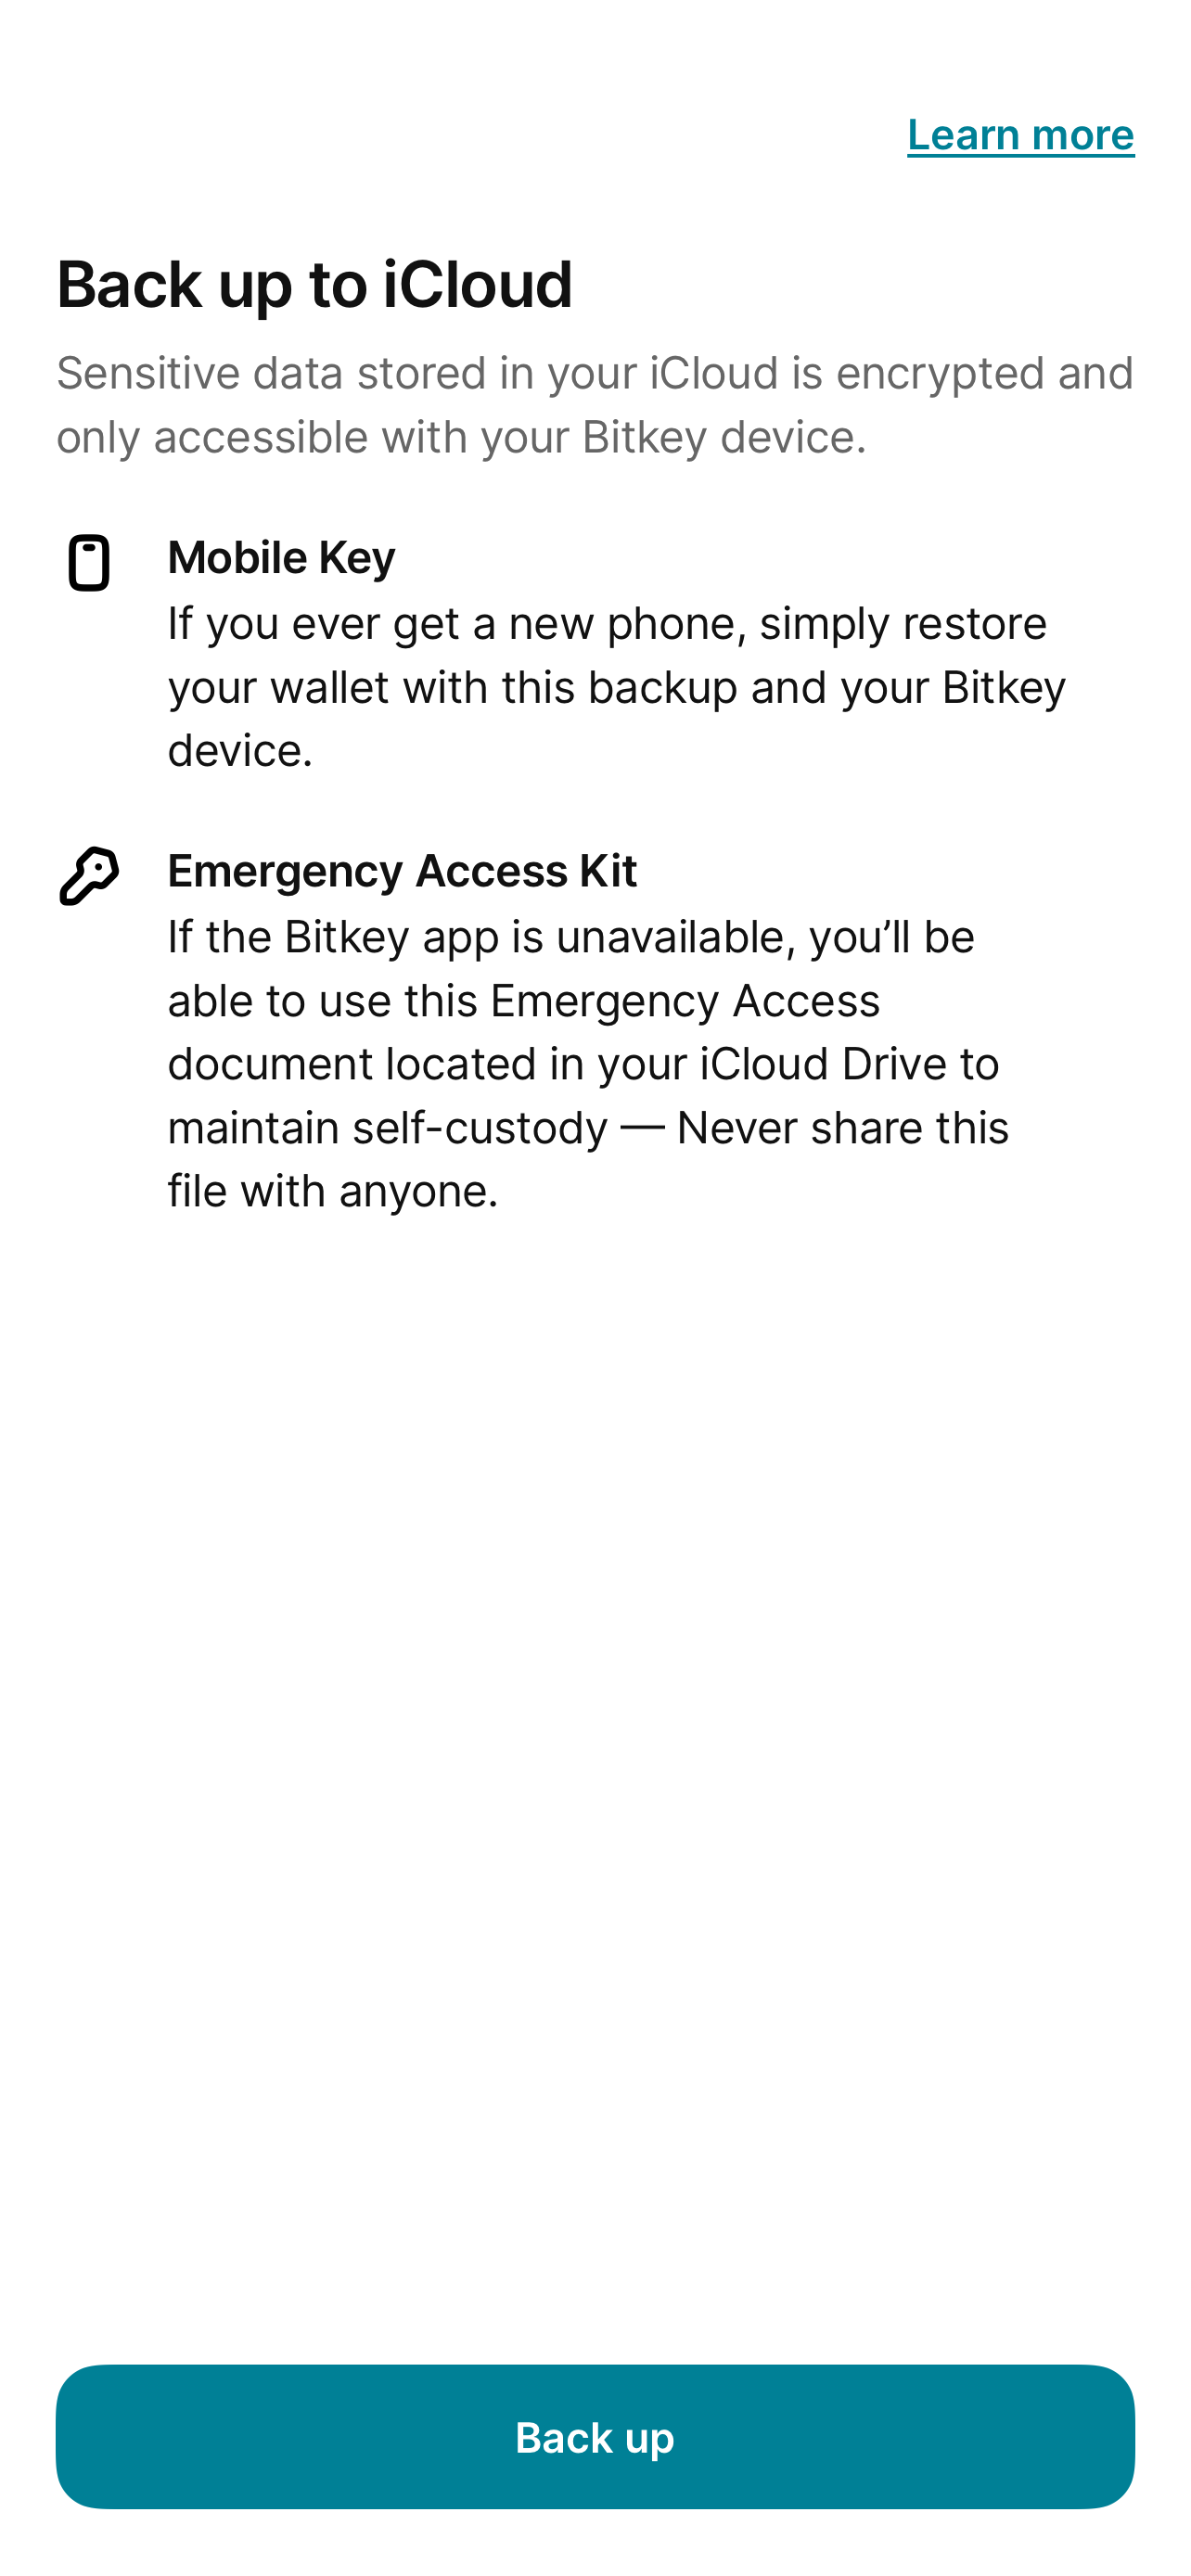 Learn more
Back up to iCloud
Sensitive data stored in your iCloud is encrypted and
only accessible with your Bitkey device.
Mobile Key
If you ever get a new phone, simply restore
your wallet with this backup and your Bitkey
device.
Emergency Access Kit
If the Bitkey app is unavailable, you’ll be
able to use this Emergency Access
document located in your iCloud Drive to
maintain self-custody — Never share this
file with anyone.
Back up